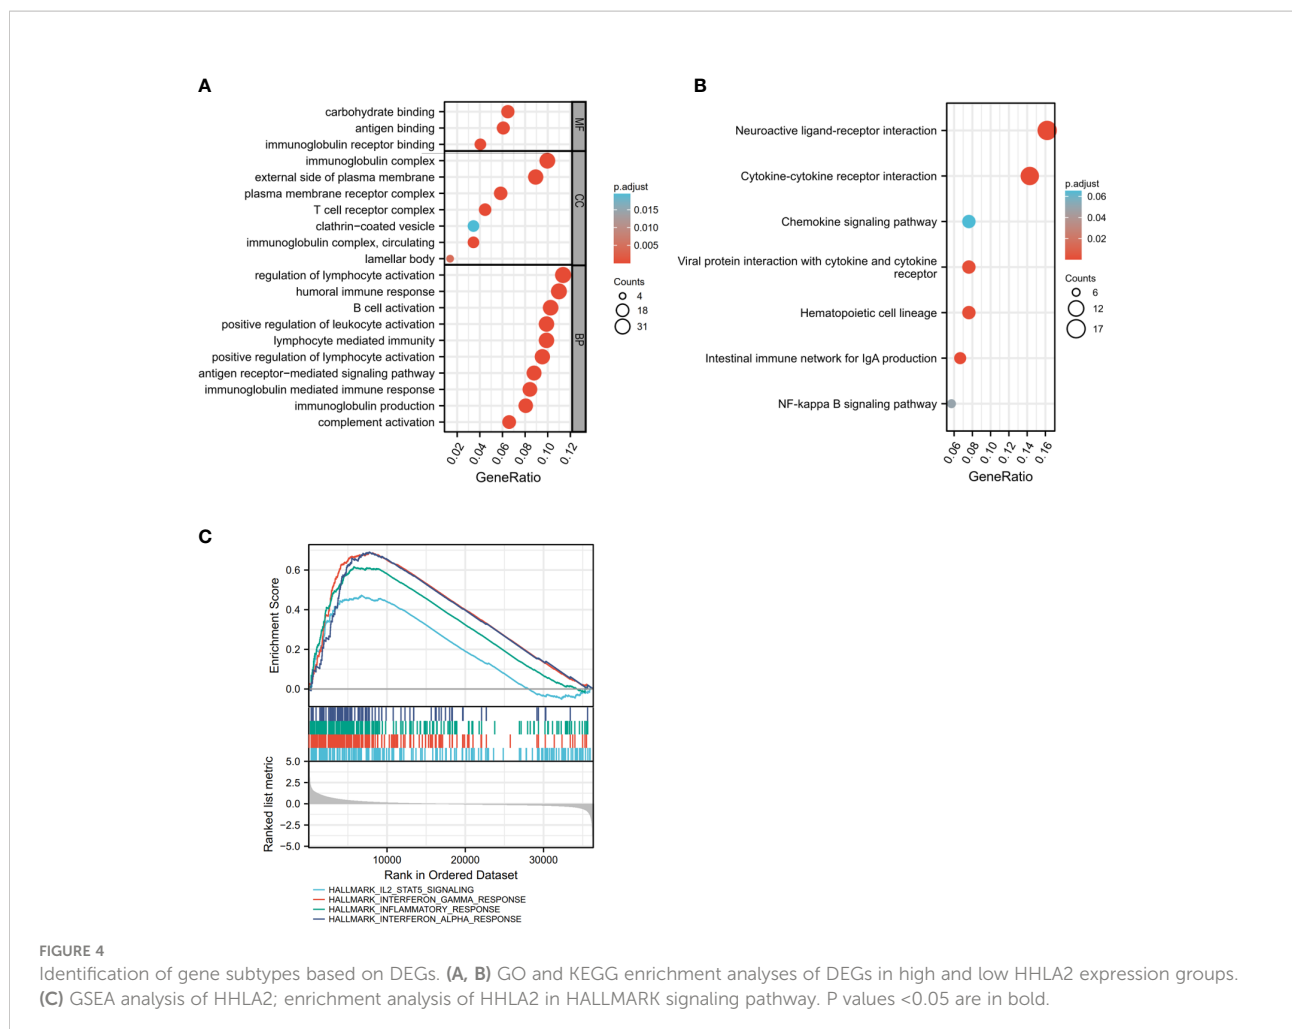 A
carbohydrate binding
antigen binding
immunoglobulin receptor binding
immunoglobulin complex
external side of plasma membrane
plasma membrane receptor complex
T cell receptor complex
clathrin-coated vesicle
immunoglobulin complex, circulating
lamellar body
regulation of lymphocyte activation
humoral immune response
B cell activation
positive regulation of leukocyte activation
lymphocyte mediated immunity
positive regulation of lymphocyte activation
antigen receptor-mediated signaling pathway
immunoglobulin mediated immune response
immunoglobulin production
complement activation
MF
CC
BP
0.02 0.04 0.06 0.08 0.10 0.12
GeneRatio
p.adjust
0.015
0.010
0.005
Counts
4
18
31
B
Neuroactive ligand-receptor interaction
Cytokine-cytokine receptor interaction
Chemokine signaling pathway
Viral protein interaction with cytokine and cytokine
receptor
Hematopoietic cell lineage
Intestinal immune network for IgA production
NF-kappa B signaling pathway
0.06 0.08 0.10 0.12 0.14 0.16
GeneRatio
p.adjust
0.06
0.04
0.02
Counts
6
12
17
C
Enrichment Score
0.6
0.4
0.2
0.0
Ranked list metric
5.0
2.5
0.0
−2.5
−5.0
10000 20000 30000
Rank in Ordered Dataset
HALLMARK_IL2_STAT5_SIGNALING
HALLMARK_INTERFERON_GAMMA_RESPONSE
HALLMARK_INFLAMMATORY_RESPONSE
HALLMARK_INTERFERON_ALPHA_RESPONSE
FIGURE 4
Identification of gene subtypes based on DEGs. (A, B) GO and KEGG enrichment analyses of DEGs in high and low HHLA2 expression groups.
(C) GSEA analysis of HHLA2; enrichment analysis of HHLA2 in HALLMARK signaling pathway. P values <0.05 are in bold.